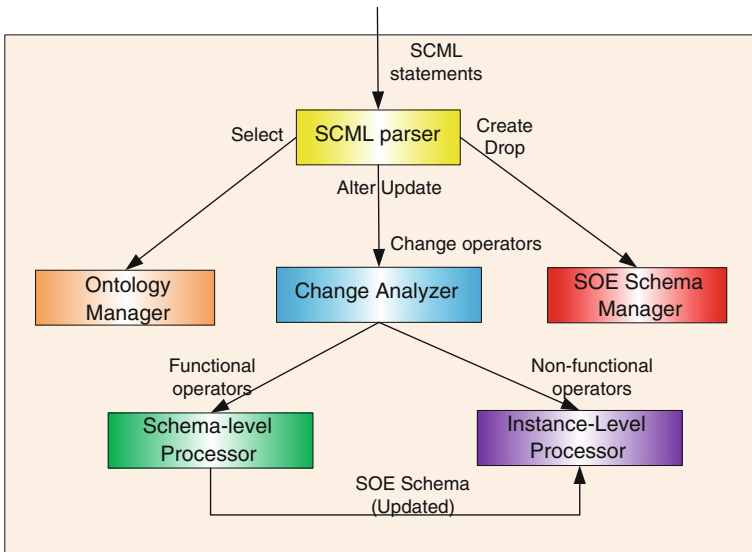 SCML
statements
SCML parser
Select
Create
Drop
Alter Update
Change operators
Ontology
Manager
Change Analyzer
SOE Schema
Manager
Functional
operators
Non-functional
operators
Schema-level
Processor
Instance-Level
Processor
SOE Schema
(Updated)